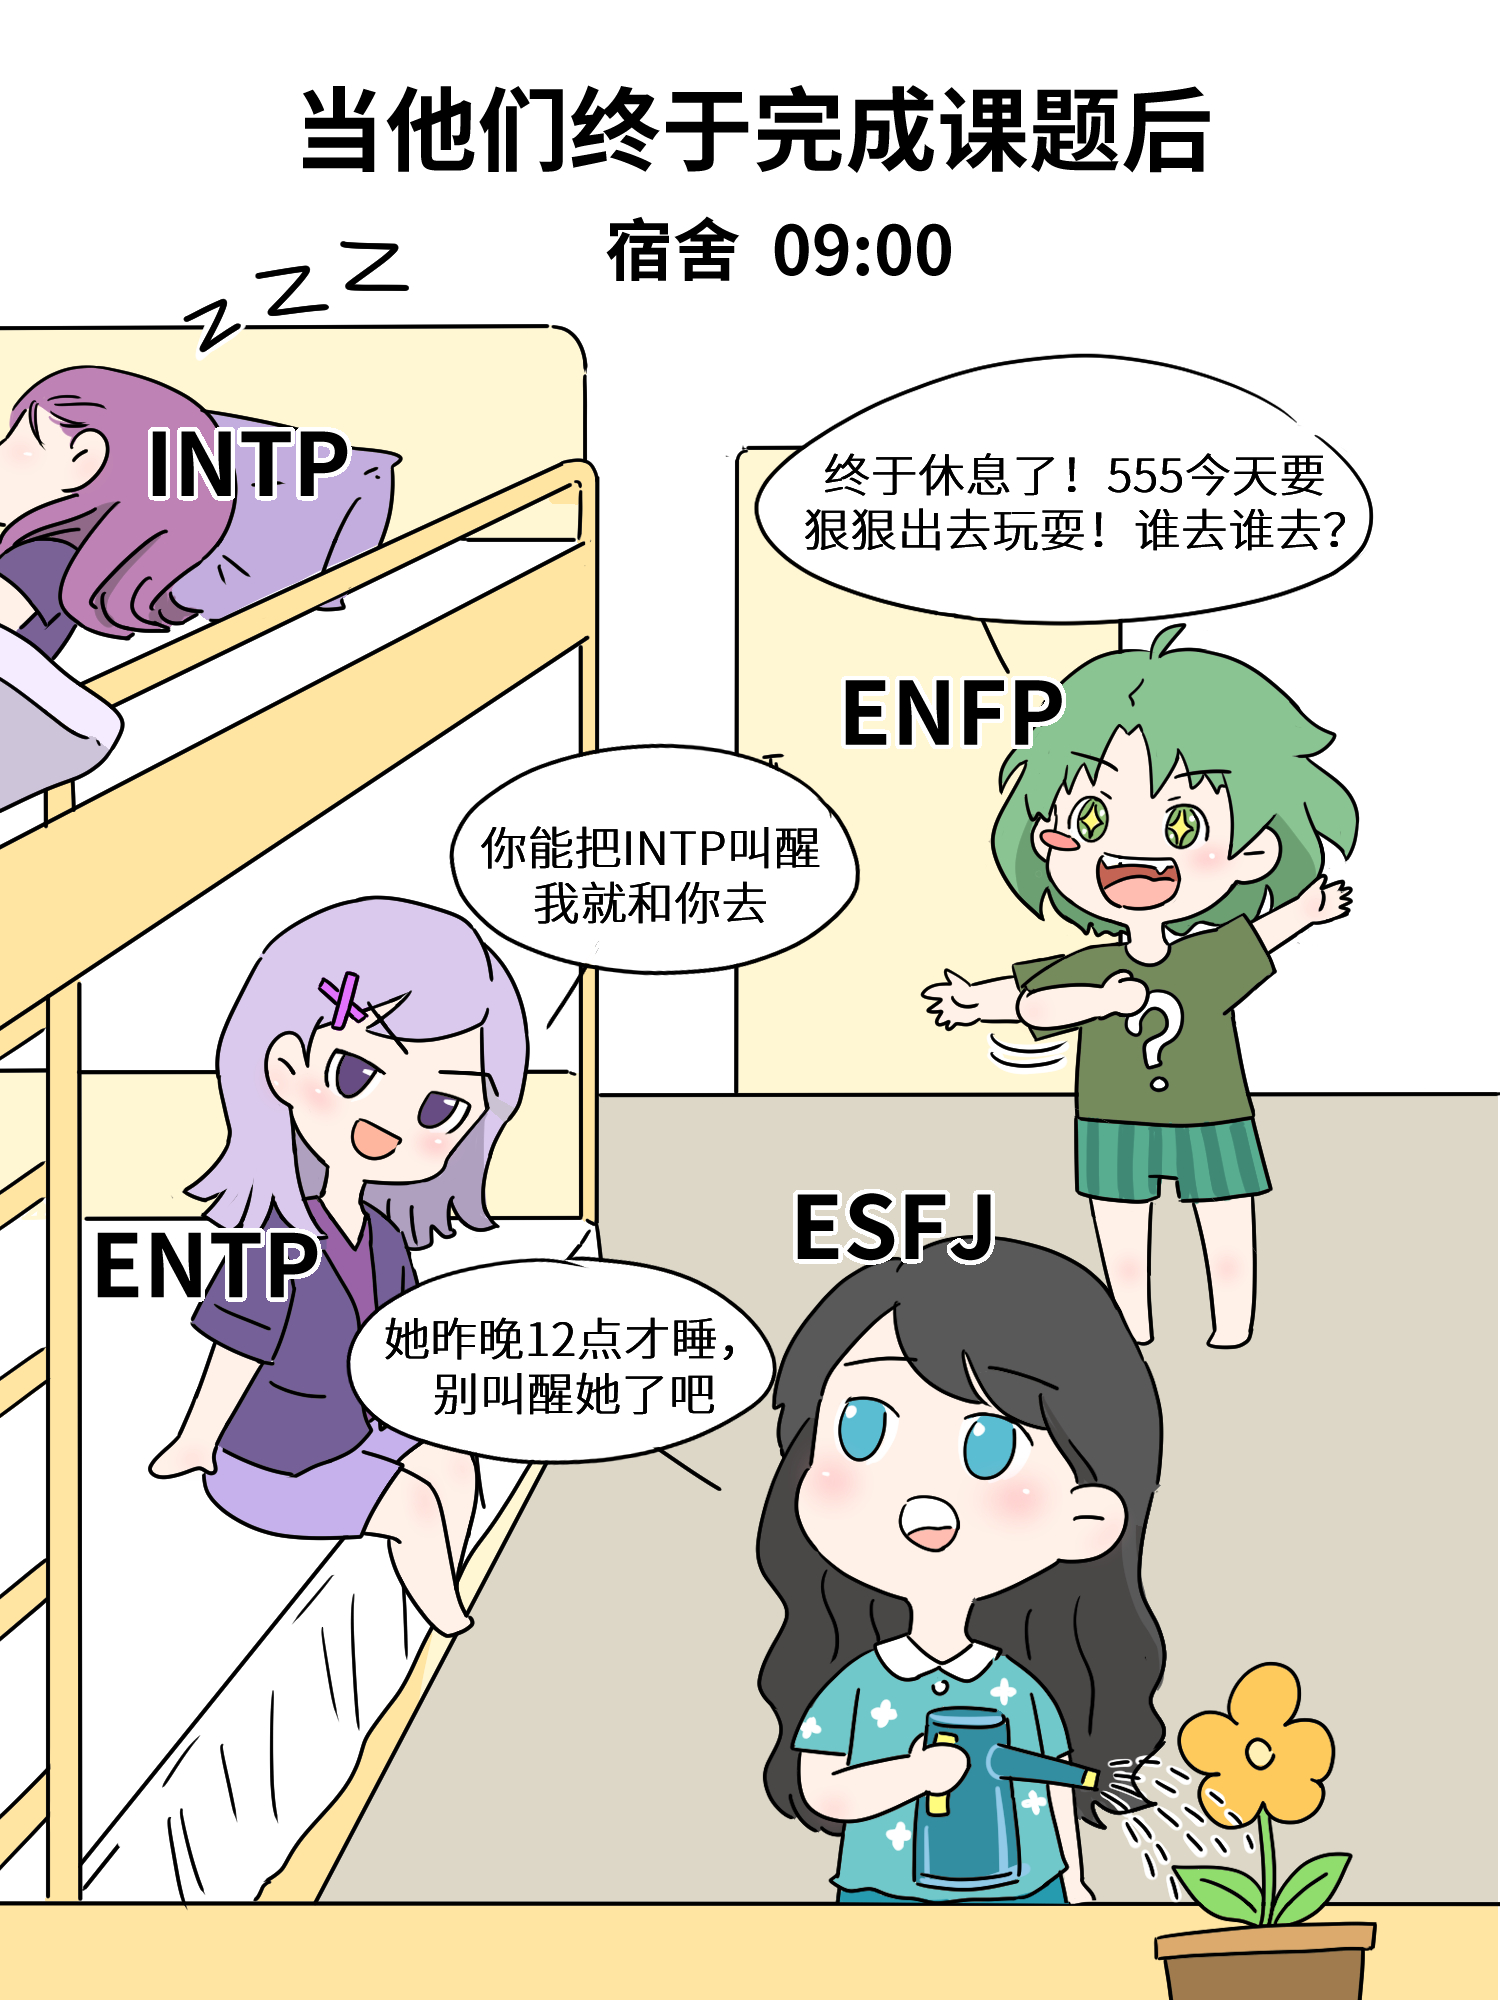 当他们终于完成课题后
宿舍 09:00
ZZZ
INTP
终于休息了！555今天要
狠狠出去玩耍！谁去谁去？
ENFP
?
你能把INTP叫醒
我就和你去
ENTP
ESFJ
她昨晚12点才睡，
别叫醒她了吧